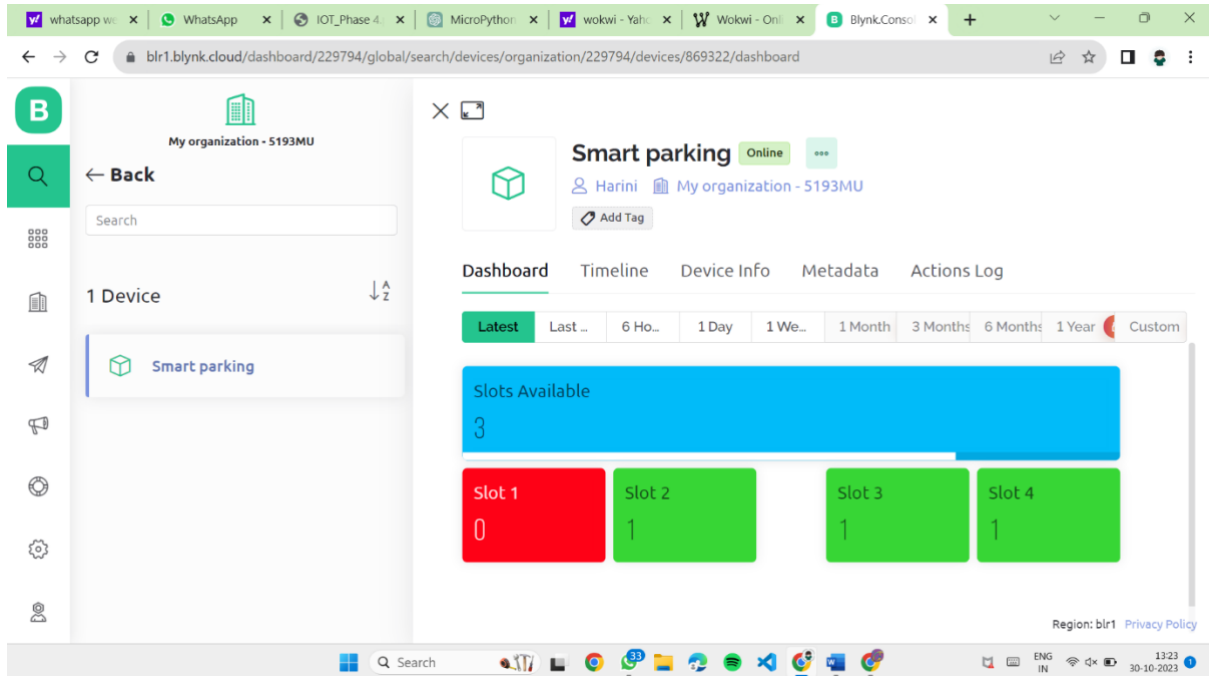 whatsapp we
WhatsApp
IOT_Phase 4
MicroPython
wokwi - Yaho
Wokwi - Onli
Blynk.Consol
blr1.blynk.cloud/dashboard/229794/global/search/devices/organization/229794/devices/869322/dashboard
B
My organization - 5193MU
← Back
Search
1 Device
A
Z
Smart parking
Smart parking
Online
Harini
My organization - 5193MU
Add Tag
Dashboard
Timeline
Device Info
Metadata
Actions Log
Latest
Last ...
6 Ho...
1 Day
1 We...
1 Month
3 Months
6 Months
1 Year
Custom
Slots Available
3
Slot 1
0
Slot 2
1
Slot 3
1
Slot 4
1
Region: blr1 Privacy Policy
Search
33
ENG
IN
13:23
30-10-2023
1